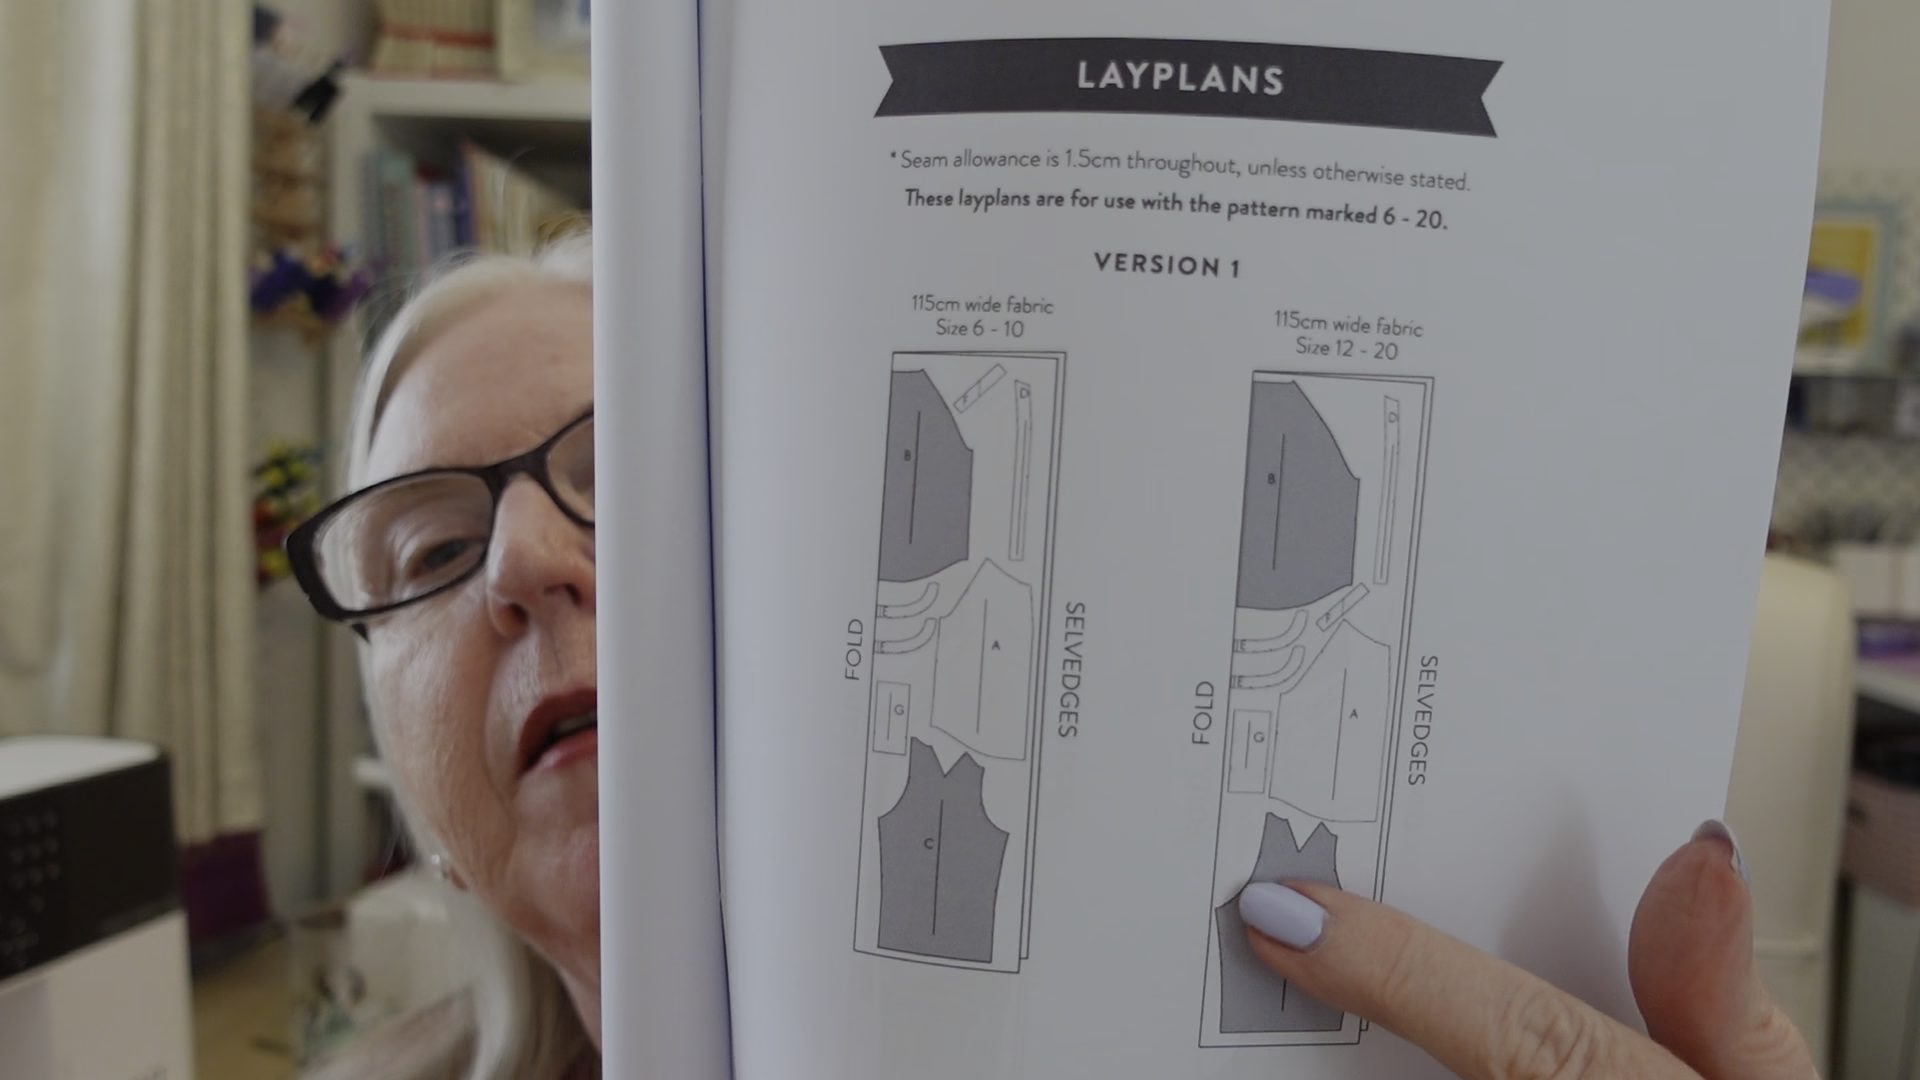 LAYPLANS
* Seam allowance is 1.5cm throughout, unless otherwise stated.
These layplans are for use with the pattern marked 6 - 20.
VERSION 1
115cm wide fabric
Size 6 - 10
F
D
B
E
E
A
G
C
FOLD
SELVEDGES
115cm wide fabric
Size 12 - 20
D
B
F
E
E
A
G
FOLD
SELVEDGES